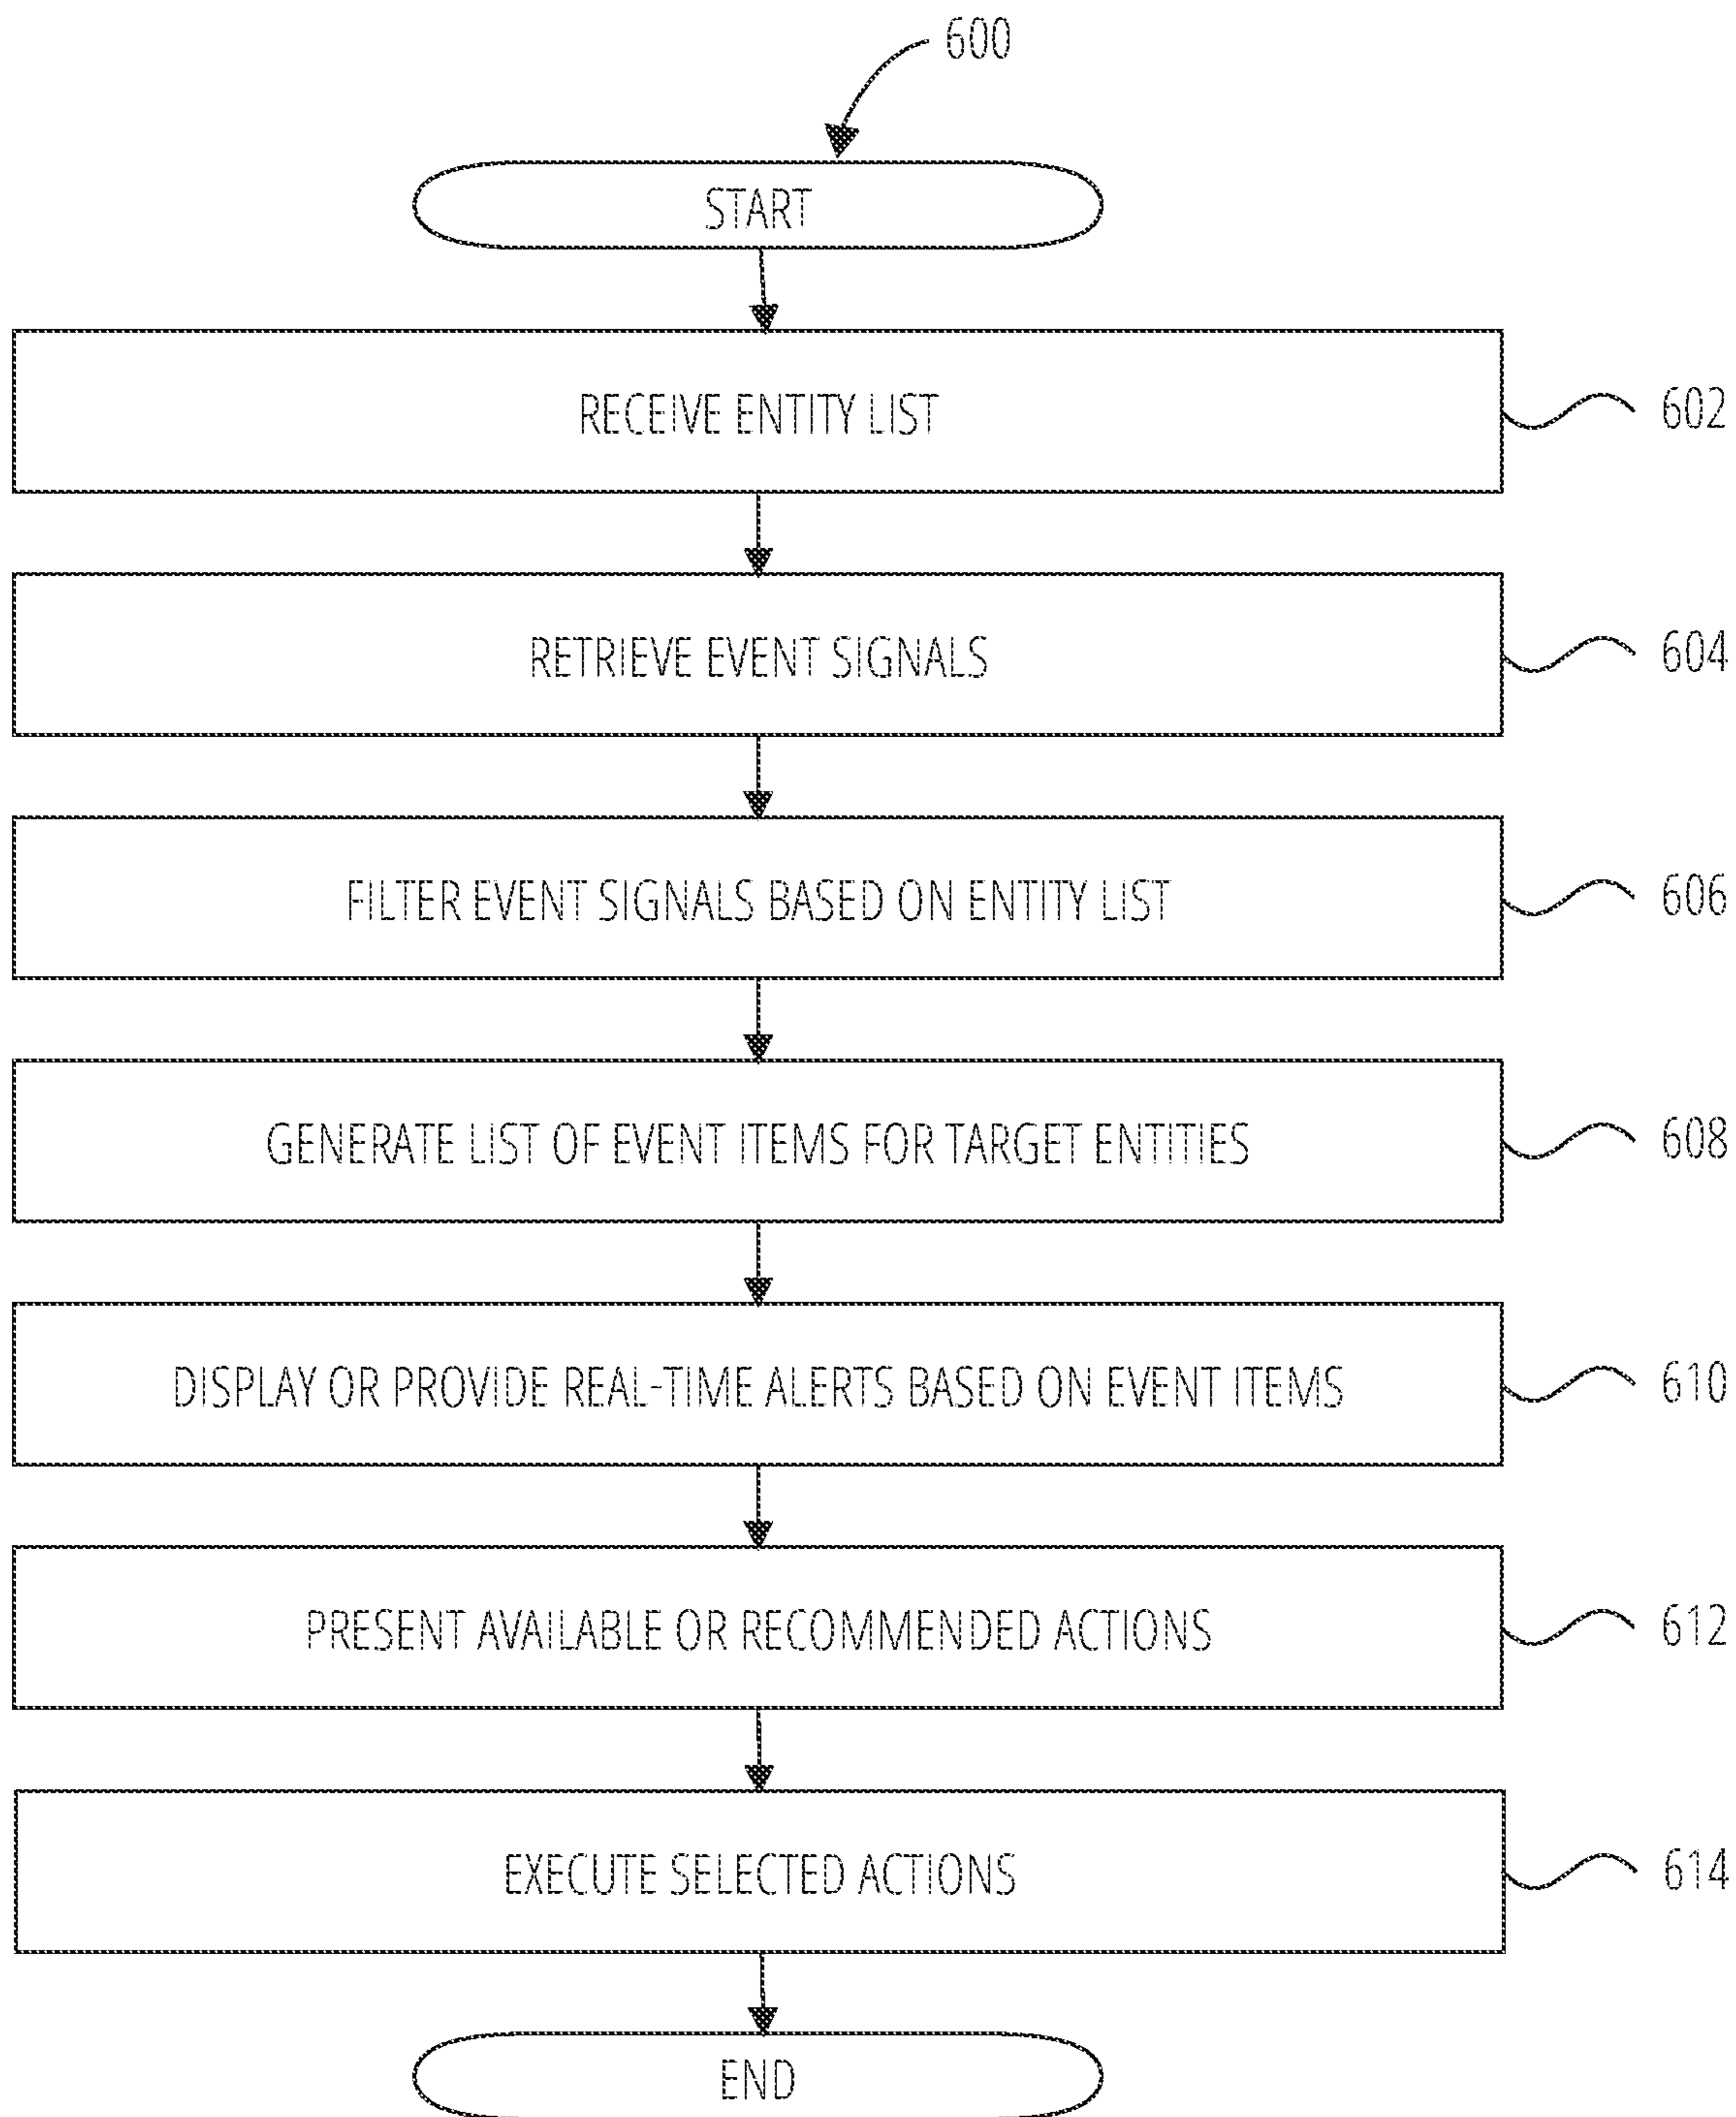 600
START
RECEIVE ENTITY LIST
602
RETRIEVE EVENT SIGNALS
604
FILTER EVENT SIGNALS BASED ON ENTITY LIST
606
GENERATE LIST OF EVENT ITEMS FOR TARGET ENTITIES
608
DISPLAY OR PROVIDE REAL-TIME ALERTS BASED ON EVENT ITEMS
610
PRESENT AVAILABLE OR RECOMMENDED ACTIONS
612
EXECUTE SELECTED ACTIONS
614
END